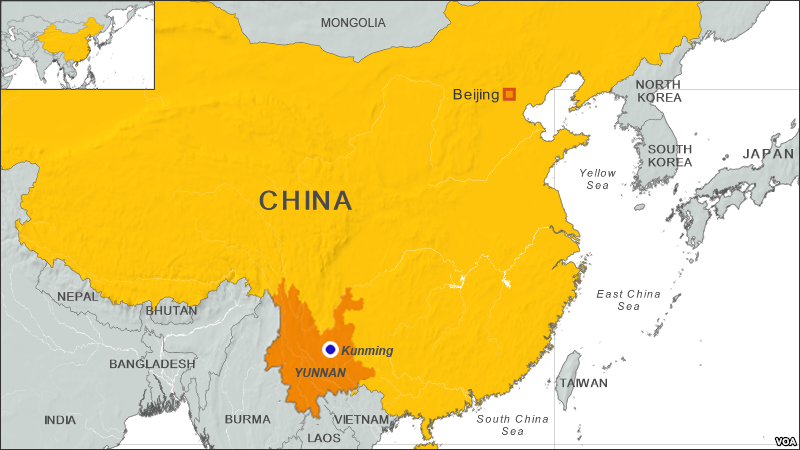 MONGOLIA
Beijing
NORTH
KOREA
SOUTH
KOREA
JAPAN
Yellow
Sea
CHINA
NEPAL
BHUTAN
East China
Sea
Kunming
YUNNAN
BANGLADESH
TAIWAN
INDIA
BURMA
VIETNAM
LAOS
South China
Sea
VOA